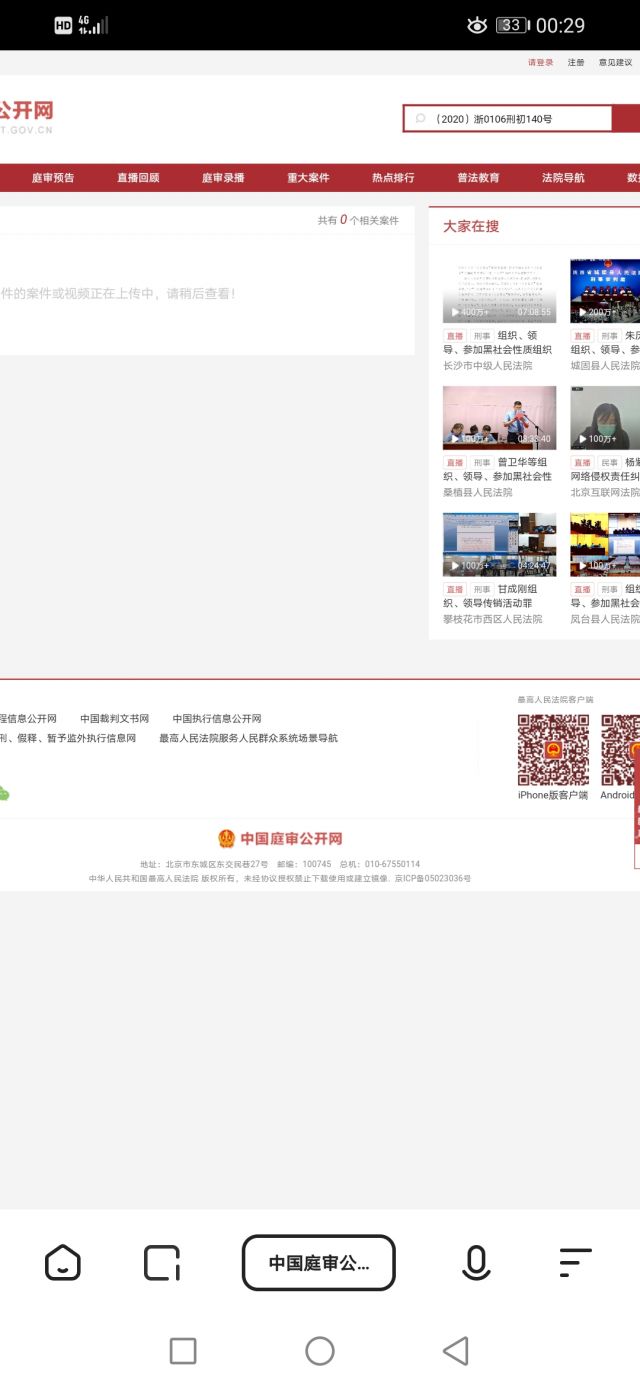 HD 4G 33 00:29
请登录 注册 意见建议
公开网
T.GOV.CN
（2020）浙0106刑初140号
庭审预告 直播回顾 庭审录播 重大案件 热点排行 普法教育 法院导航 数
共有 0 个相关案件
大家在搜
件的案件或视频正在上传中，请稍后查看！
400万+ 07:08:55
200万+
直播 刑事 组织、领
导、参加黑社会性质组织
长沙市中级人民法院
直播 刑事 朱
组织、领导、参
城固县人民法院
100万+ 03:33:40
100万+
直播 刑事 曾卫华等组
织、领导、参加黑社会性
桑植县人民法院
直播 民事 杨
网络侵权责任纠
北京互联网法院
100万+ 04:24:47
100万+
直播 刑事 甘成刚组
织、领导传销活动罪
攀枝花市西区人民法院
直播 刑事 组
导、参加黑社会
凤台县人民法院
最高人民法院客户端
程信息公开网 中国裁判文书网 中国执行信息公开网
刑、假释、暂予监外执行信息网 最高人民法院服务人民群众系统场景导航
iPhone版客户端 Android
中国庭审公开网
地址：北京市东城区东交民巷27号 邮编：100745 总机：010-67550114
中华人民共和国最高人民法院 版权所有，未经协议授权禁止下载使用或建立镜像. 京ICP备05023036号
中国庭审公...